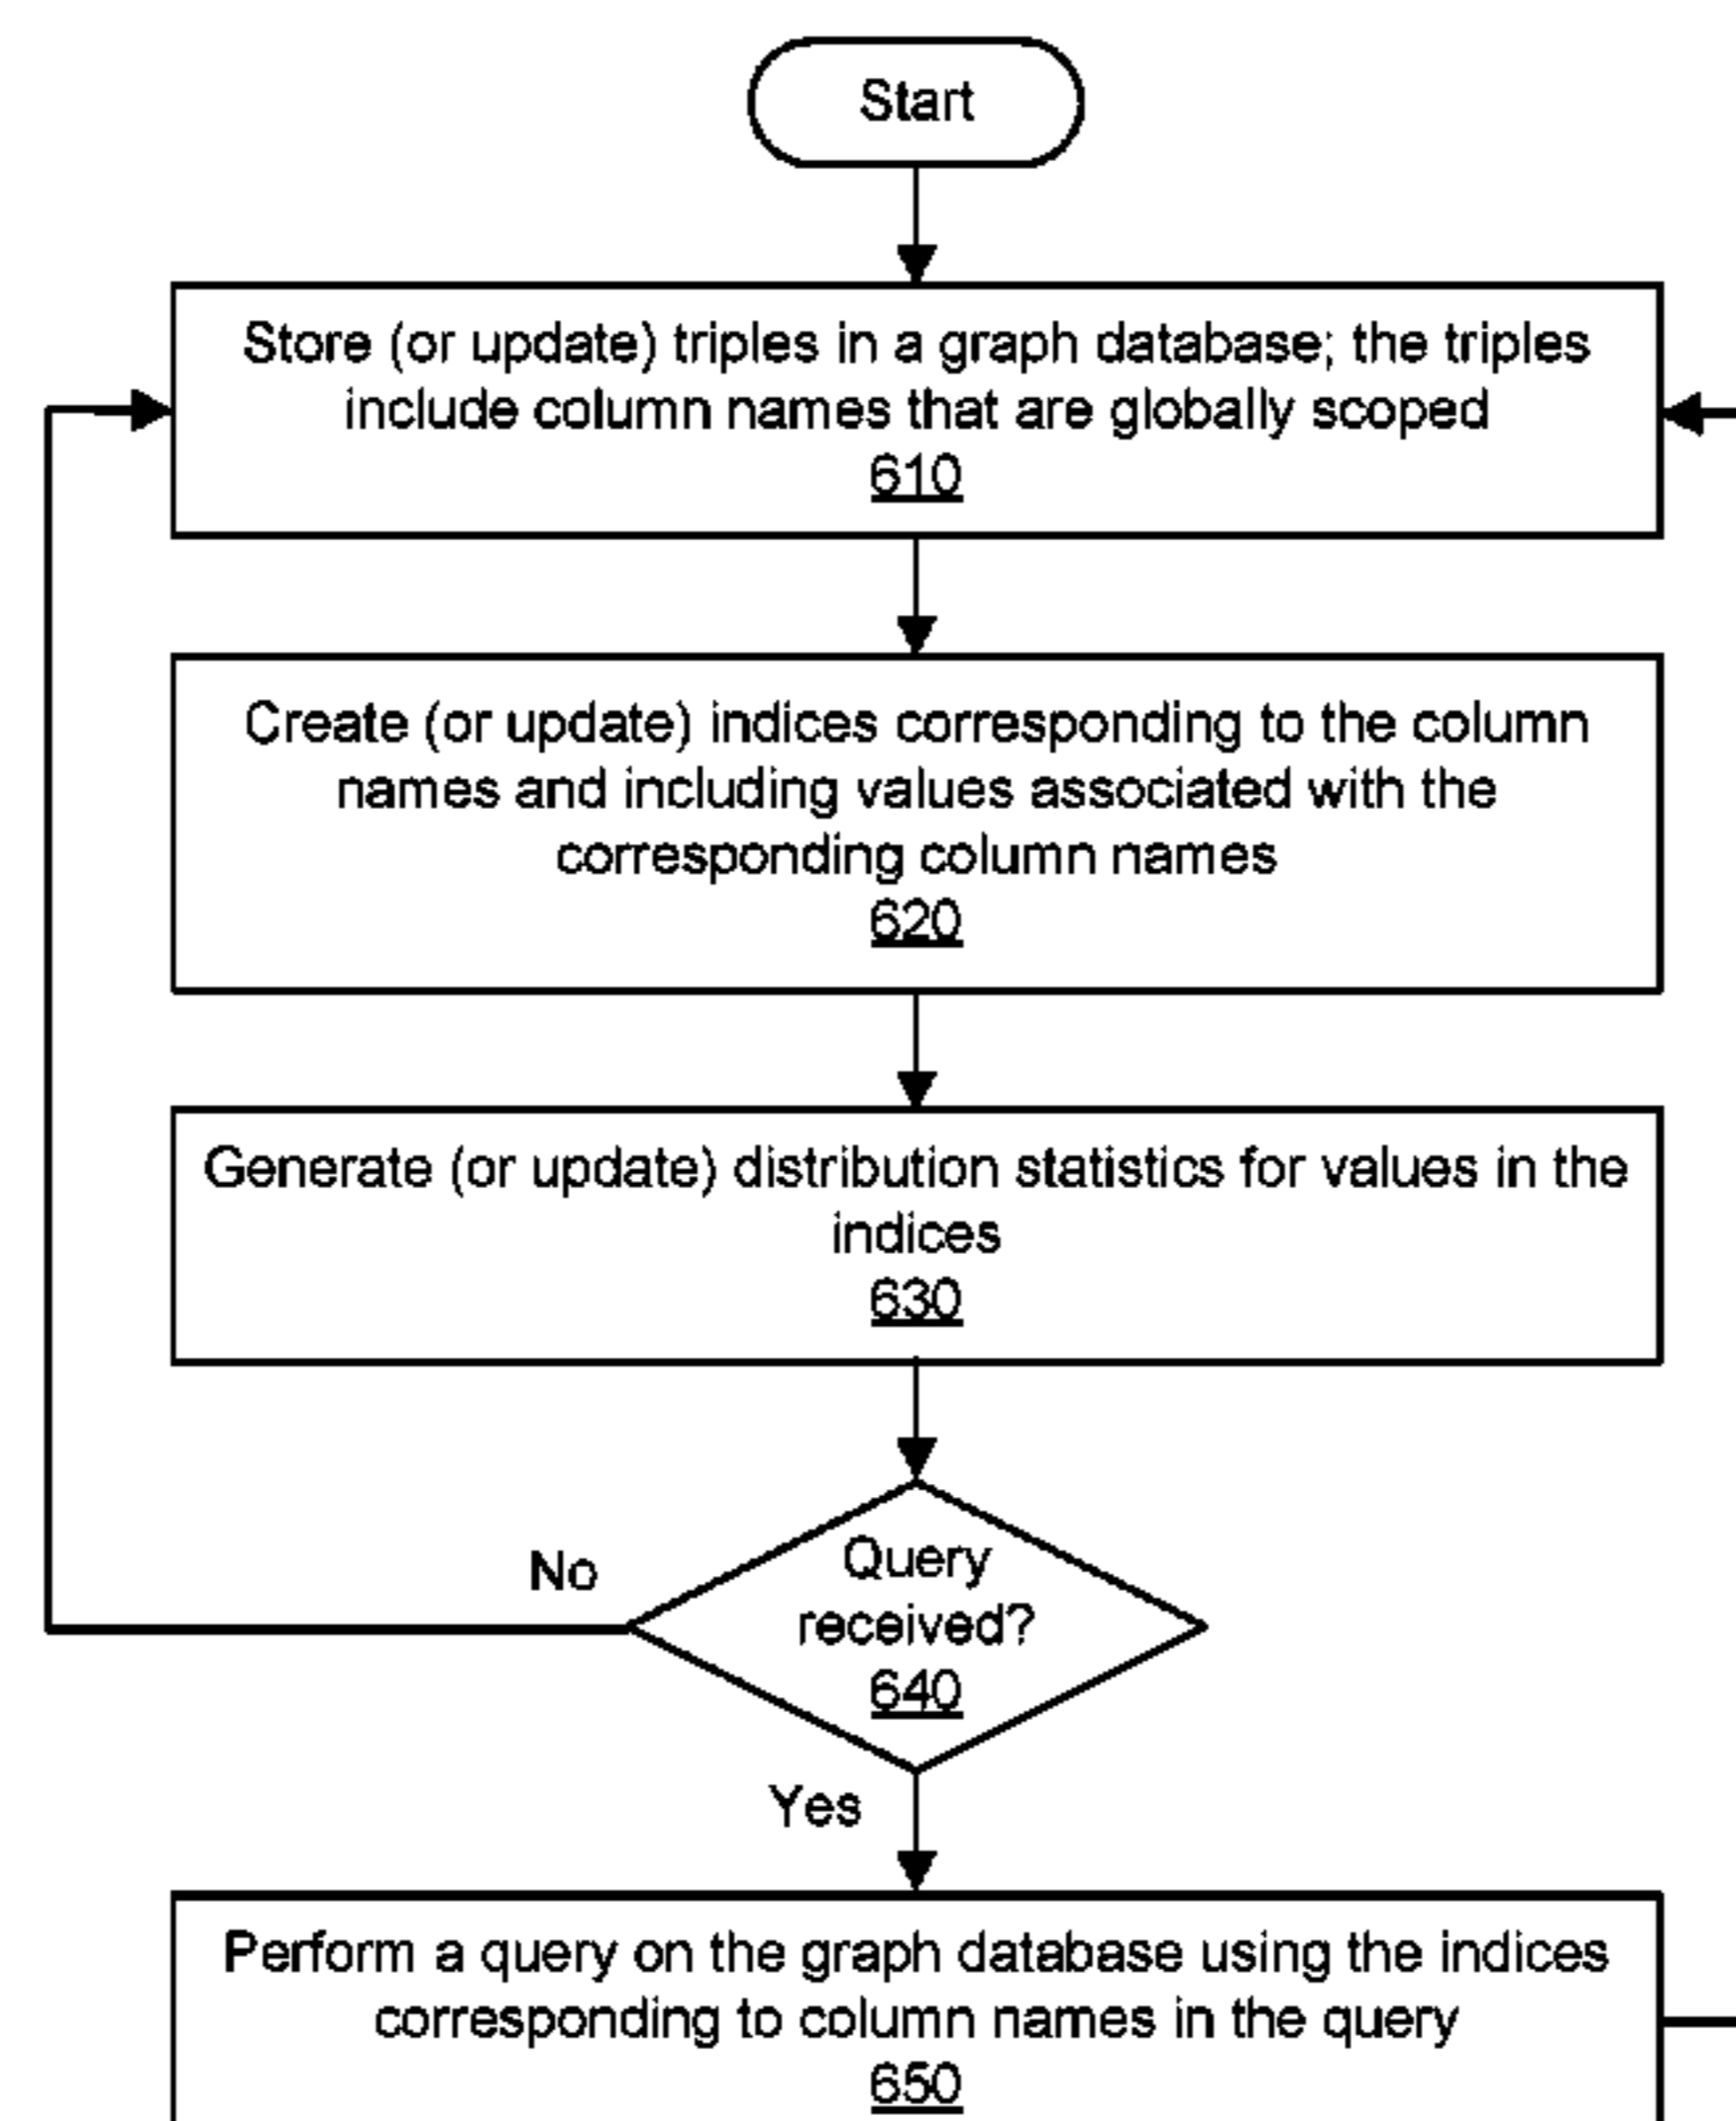 Start
Store (or update) triples in a graph database; the triples
include column names that are globally scoped
610
Create (or update) indices corresponding to the column
names and including values associated with the
corresponding column names
620
Generate (or update) distribution statistics for values in the
indices
630
Query
received?
640
No
Yes
Perform a query on the graph database using the indices
corresponding to column names in the query
650